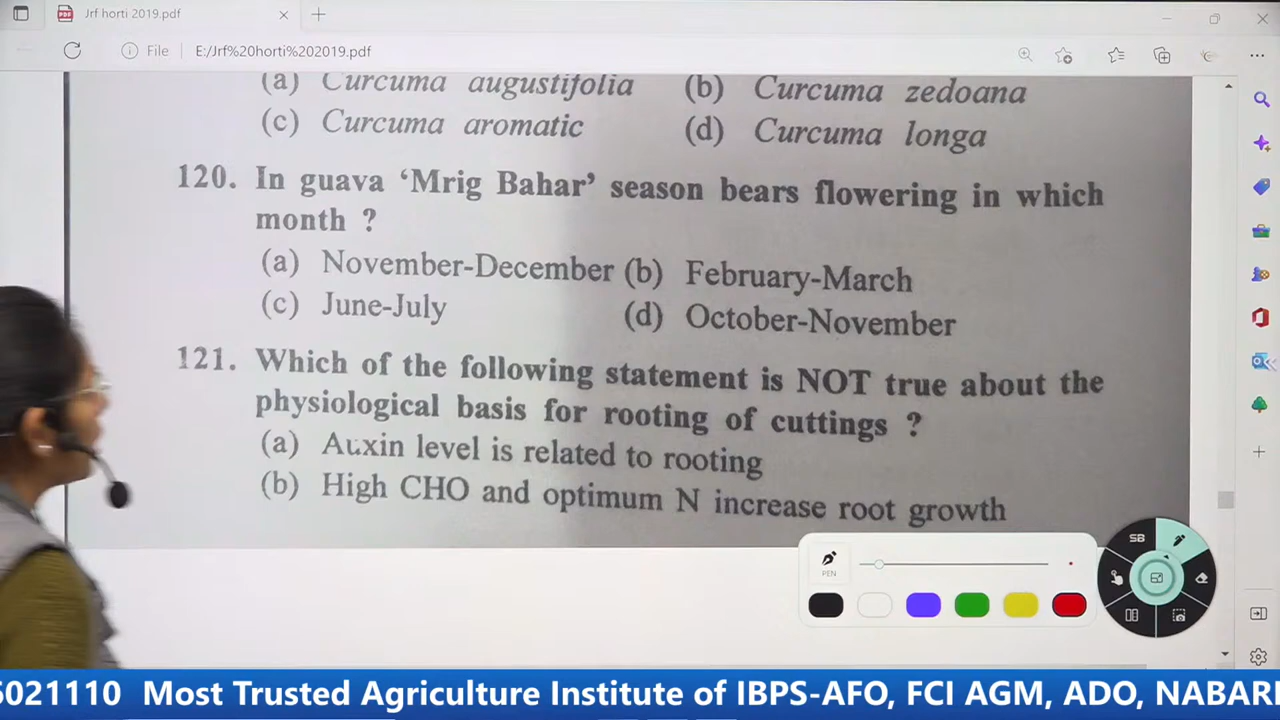 Jrf horti 2019.pdf
File E:/Jrf%20horti%202019.pdf
(a) Curcuma augustifolia (b) Curcuma zedoana
(c) Curcuma aromatic (d) Curcuma longa
120. In guava ‘Mrig Bahar’ season bears flowering in which
month ?
(a) November-December (b) February-March
(c) June-July (d) October-November
121. Which of the following statement is NOT true about the
physiological basis for rooting of cuttings ?
(a) Auxin level is related to rooting
(b) High CHO and optimum N increase root growth
SB
PEN
021110 Most Trusted Agriculture Institute of IBPS-AFO, FCI AGM, ADO, NABAR